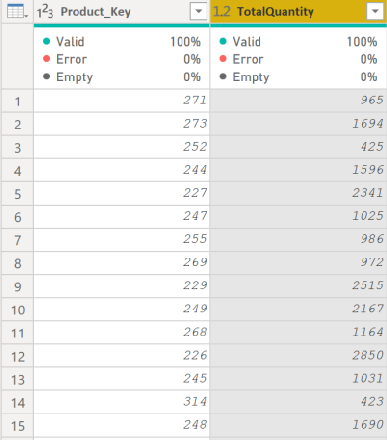 1²3 Product_Key 1.2 TotalQuantity
Valid 100% Valid 100%
Error 0% Error 0%
Empty 0% Empty 0%
1 271 965
2 273 1694
3 252 425
4 244 1596
5 227 2341
6 247 1025
7 255 986
8 269 972
9 229 2515
10 249 2167
11 268 1164
12 226 2850
13 245 1031
14 314 423
15 248 1690